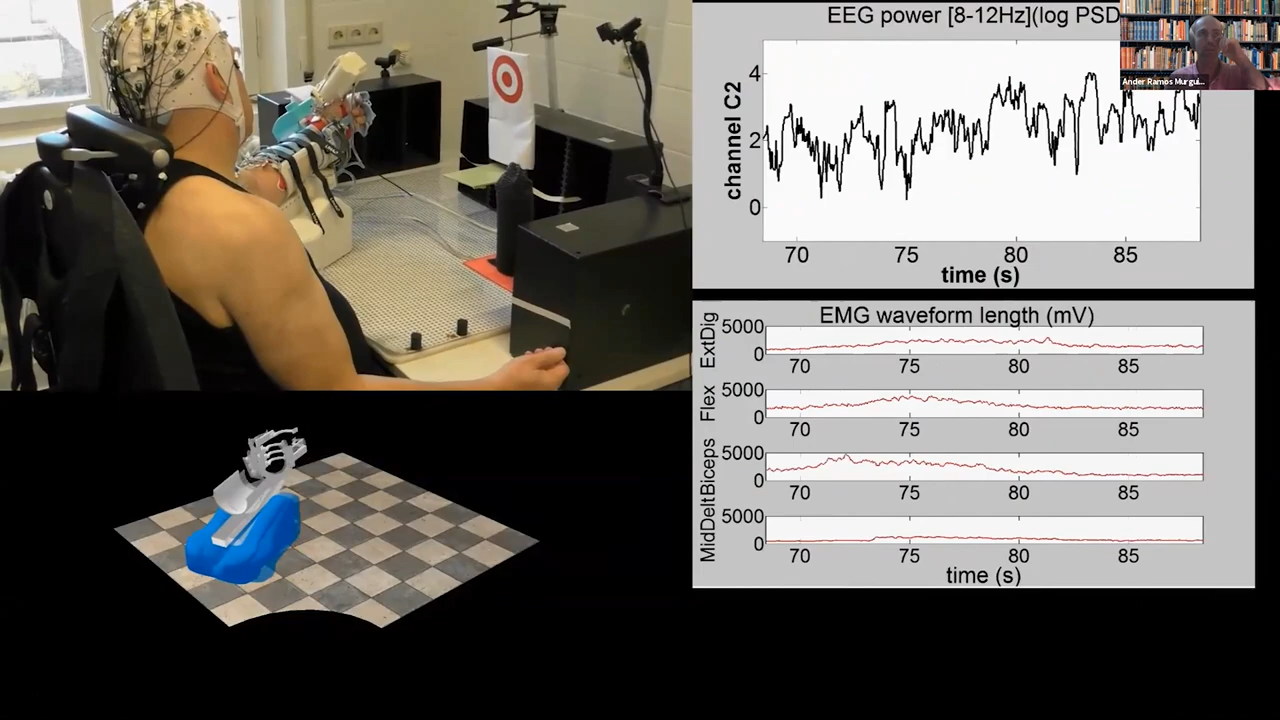 EEG power [8-12Hz](log PSD
Ander Ramos Murgui...
channel C2
4
2
0
70 75 80 85
time (s)
EMG waveform length (mV)
ExtDig
5000
0
70 75 80 85
Flex
5000
0
70 75 80 85
Biceps
5000
0
70 75 80 85
MidDelt
5000
0
70 75 80 85
time (s)